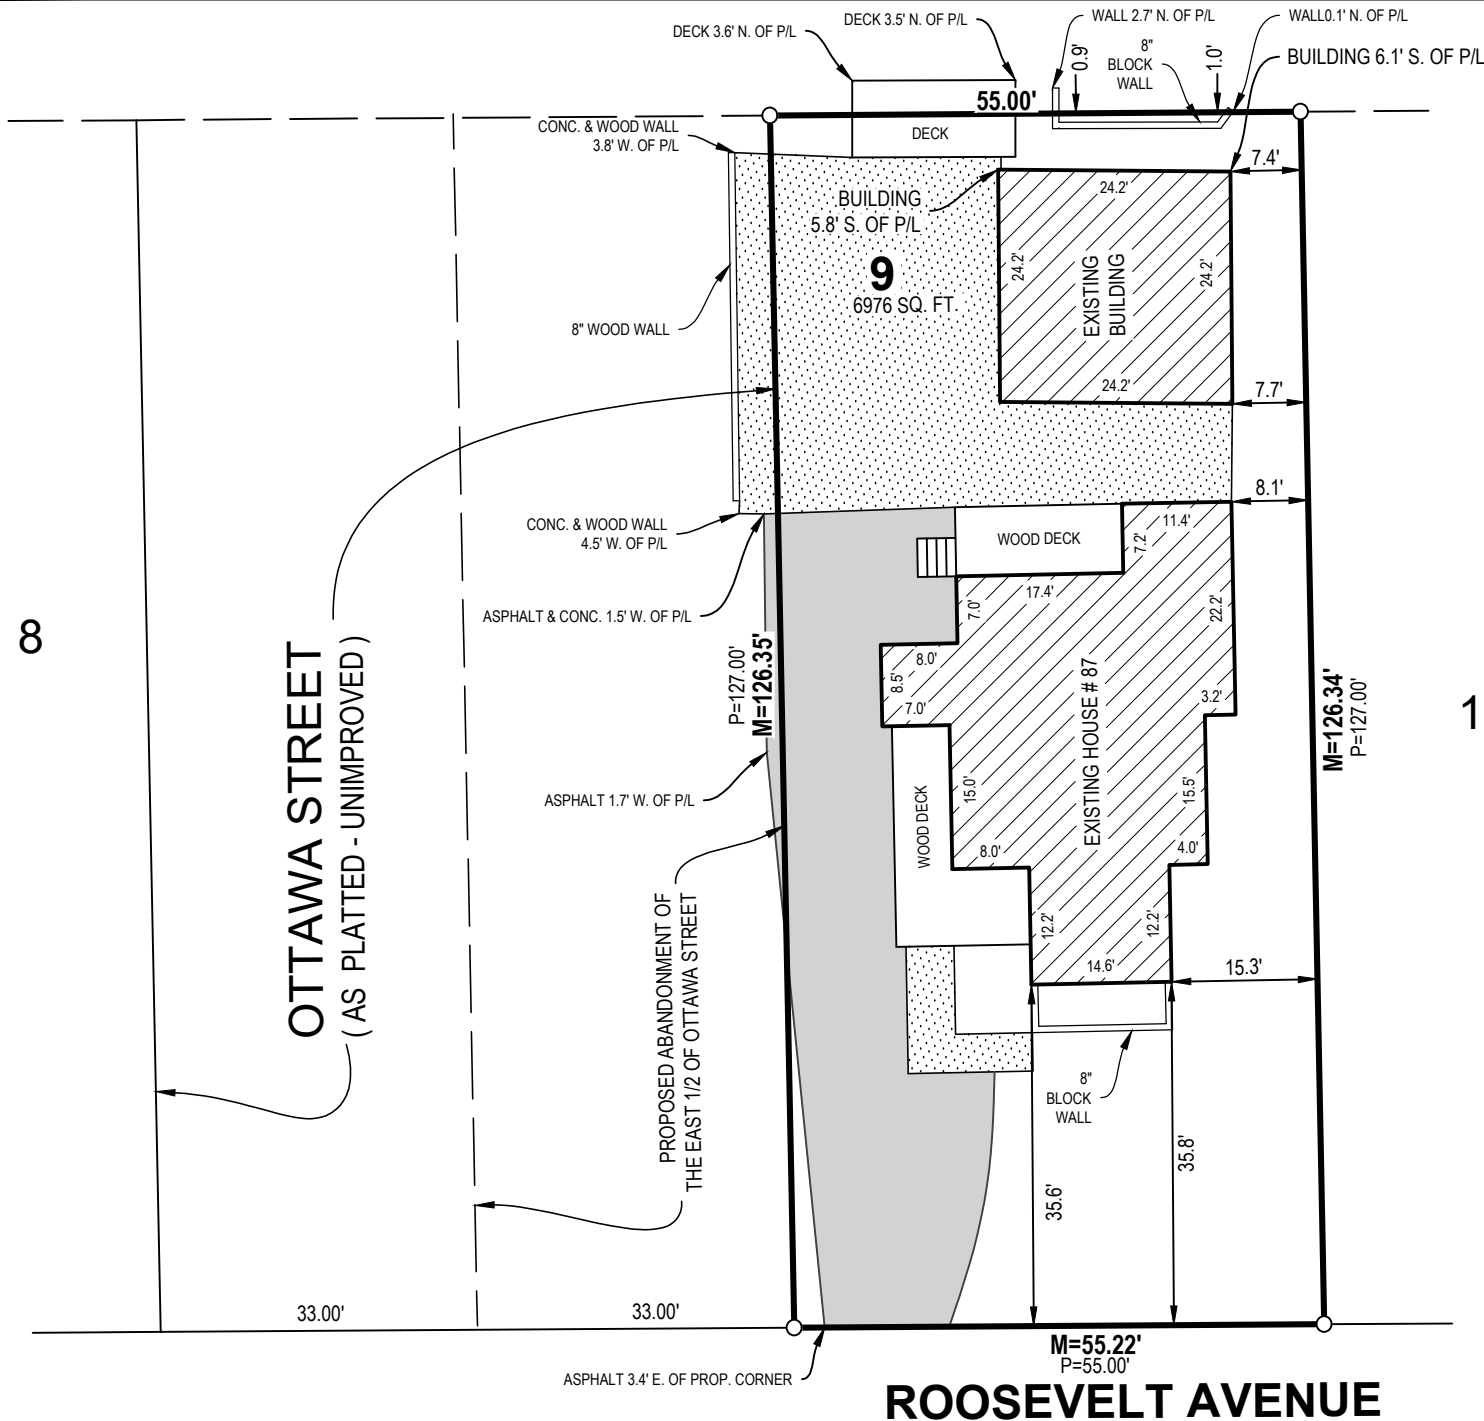 DECK 3.6' N. OF P/L
DECK 3.5' N. OF P/L
WALL 2.7' N. OF P/L
WALL0.1' N. OF P/L
0.9'
8"
BLOCK
WALL
1.0'
BUILDING 6.1' S. OF P/L
55.00'
CONC. & WOOD WALL
3.8' W. OF P/L
DECK
7.4'
BUILDING
5.8' S. OF P/L
24.2'
9
6976 SQ. FT.
24.2'
EXISTING
BUILDING
24.2'
8" WOOD WALL
24.2'
7.7'
8.1'
CONC. & WOOD WALL
4.5' W. OF P/L
WOOD DECK
11.4'
7.2'
17.4'
ASPHALT & CONC. 1.5' W. OF P/L
7.0'
22.2'
8
OTTAWA STREET
( AS PLATTED - UNIMPROVED )
P=127.00'
M=126.35'
8.0'
8.5'
7.0'
EXISTING HOUSE # 87
3.2'
M=126.34'
P=127.00'
1
ASPHALT 1.7' W. OF P/L
WOOD DECK
15.0'
15.5'
8.0'
4.0'
PROPOSED ABANDONMENT OF
THE EAST 1/2 OF OTTAWA STREET
12.2'
12.2'
14.6'
15.3'
8"
BLOCK
WALL
35.6'
35.8'
33.00'
33.00'
M=55.22'
P=55.00'
ASPHALT 3.4' E. OF PROP. CORNER
ROOSEVELT AVENUE